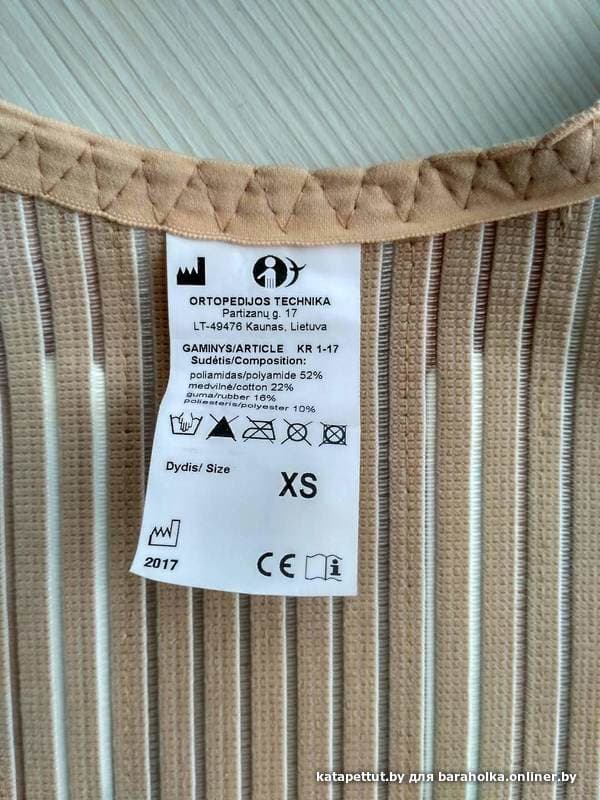 ORTOPEDIJOS TECHNIKA
Partizanų g. 17
LT-49476 Kaunas, Lietuva
GAMINYS/ARTICLE KR 1-17
Sudėtis/Composition:
poliamidas/polyamide 52%
medvilnė/cotton 22%
guma/rubber 16%
poliesteris/polyester 10%
Dydis/ Size
XS
2017
CE
i
katapettut.by для baraholka.onliner.by